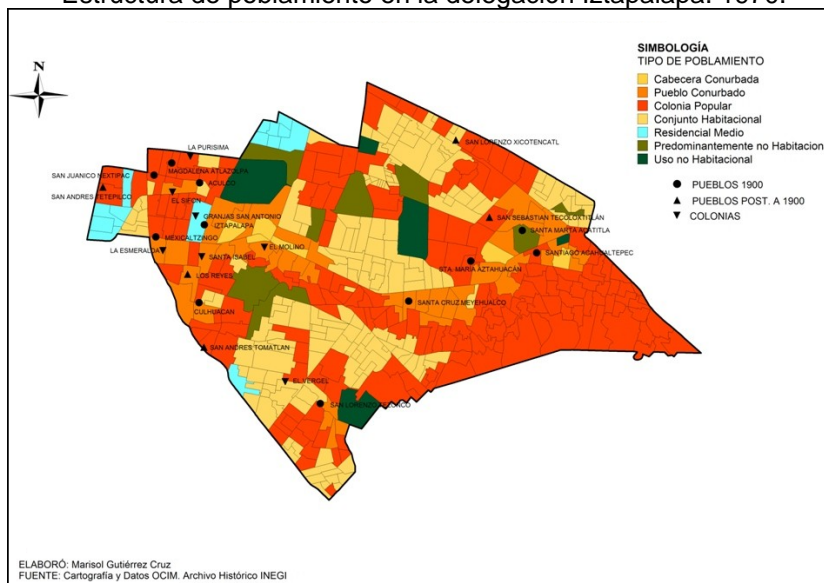 Estructura de poblamiento en la delegación Iztapalapa. 1970.
N
SIMBOLOGÍA
TIPO DE POBLAMIENTO
Cabecera Conurbada
Pueblo Conurbado
Colonia Popular
Conjunto Habitacional
Residencial Medio
Predominantemente no Habitacion
Uso no Habitacional
PUEBLOS 1900
PUEBLOS POST. A 1900
COLONIAS
LA PURISIMA
SAN LORENZO XICOTENCATL
MAGDALENA ATLAZOLPA
SAN JUANICO NEXTIPAC
ACULCO
SAN ANDRES TETEPILCO
EL SIFON
GRANJAS SAN ANTONIO
SAN SEBASTIAN TECOLOXTITLÁN
IZTAPALAPA
SANTA MARTA ACATITLA
MEXICALTZINGO
LA ESMERALDA
EL MOLINO
SANTIAGO ACAHUALTEPEC
SANTA ISABEL
STA. MARIA AZTAHUACÁN
LOS REYES
CULHUACAN
SANTA CRUZ MEYEHUALCO
SAN ANDRES TOMATLAN
EL VERGEL
SAN LORENZO TEZONCO
ELABORÓ: Marisol Gutiérrez Cruz
FUENTE: Cartografía y Datos OCIM. Archivo Histórico INEGI